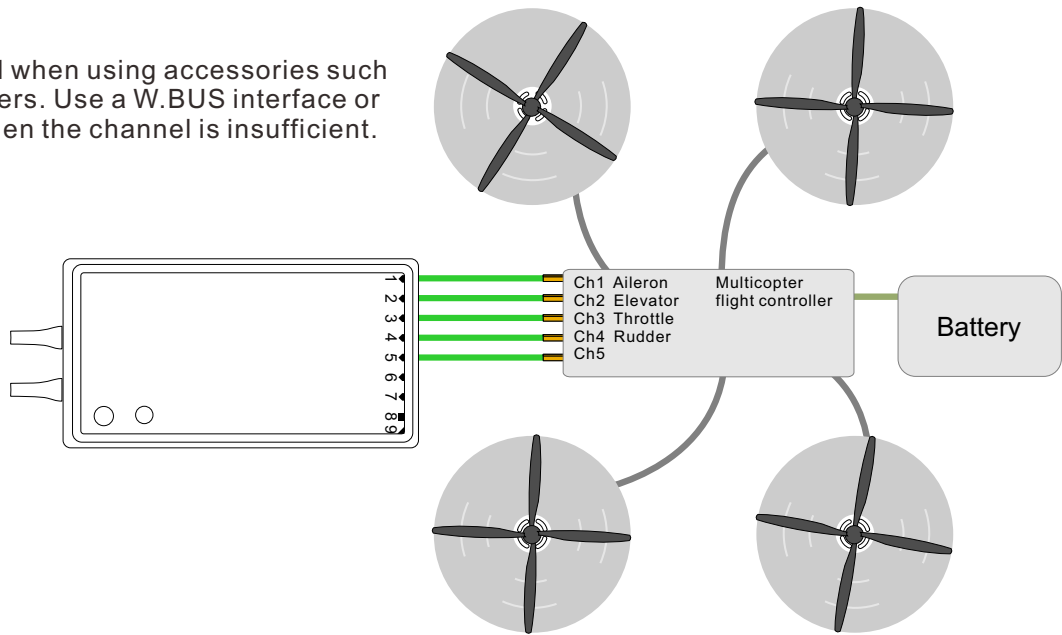 l when using accessories such
ers. Use a W.BUS interface or
en the channel is insufficient.
1
2
3
4
5
6
7
8
9
Ch1 Aileron
Ch2 Elevator
Ch3 Throttle
Ch4 Rudder
Ch5
Multicopter
flight controller
Battery